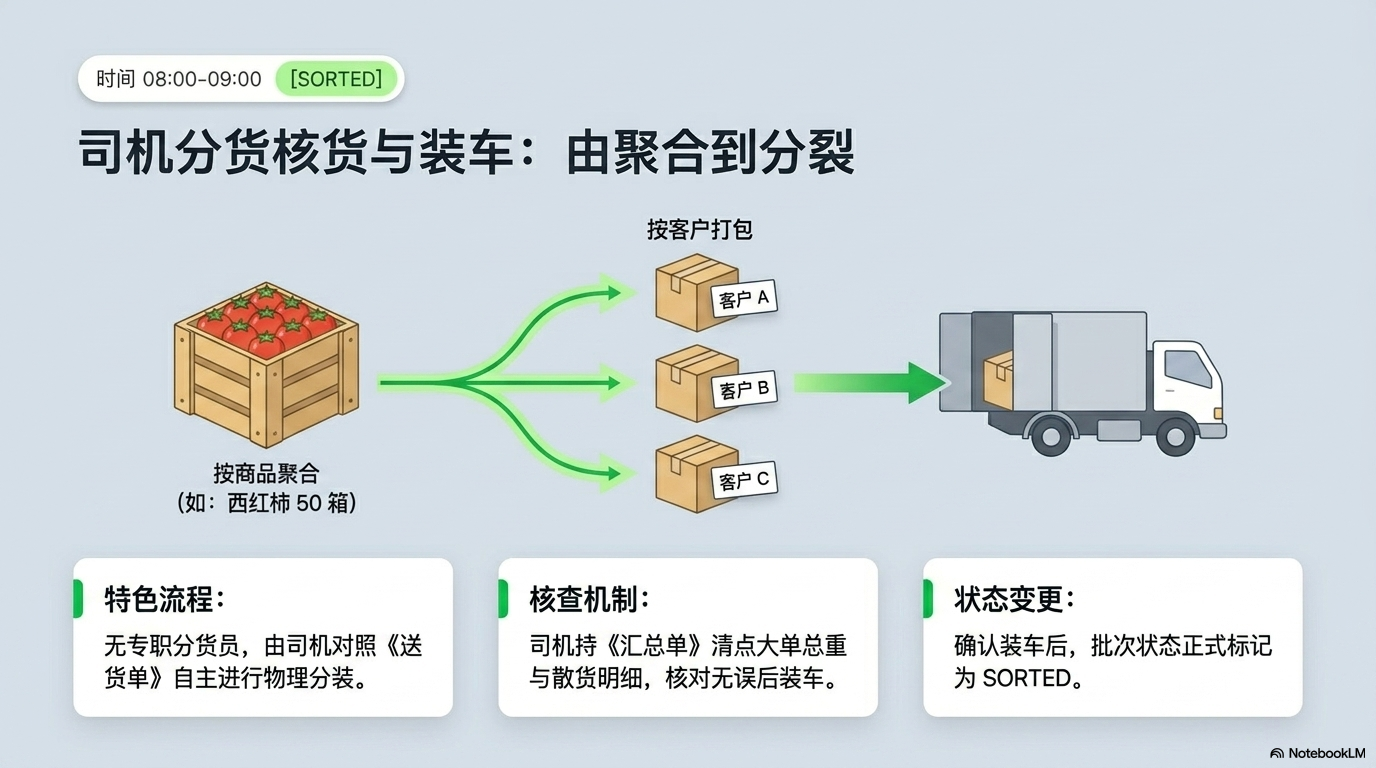 时间 08:00-09:00 [SORTED]
司机分货核货与装车：由聚合到分裂
按客户打包
客户 A
客户 B
客户 C
按商品聚合
（如：西红柿 50 箱）
特色流程：
无专职分货员，由司机对照《送
货单》自主进行物理分装。
核查机制：
司机持《汇总单》清点大单总重
与散货明细，核对无误后装车。
状态变更：
确认装车后，批次状态正式标记
为 SORTED。
NotebookLM